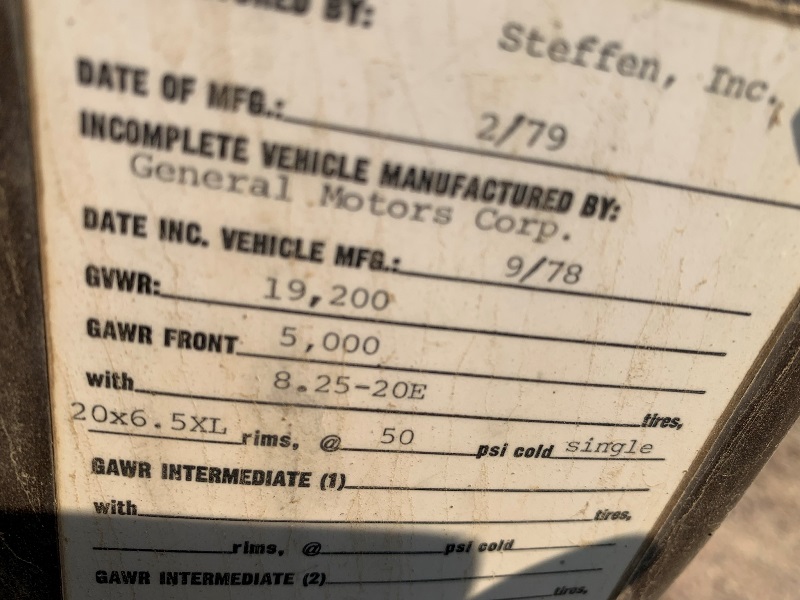 BY:
Steffen, Inc.
DATE OF MFG.: 2/79
INCOMPLETE VEHICLE MANUFACTURED BY:
General Motors Corp.
DATE INC. VEHICLE MFG.: 9/78
GVWR: 19,200
GAWR FRONT 5,000
with 8.25-20E tires,
20x6.5XL rims, @ 50 psi cold single
GAWR INTERMEDIATE (1)
with tires,
rims, @ psi cold
GAWR INTERMEDIATE (2)
tires,